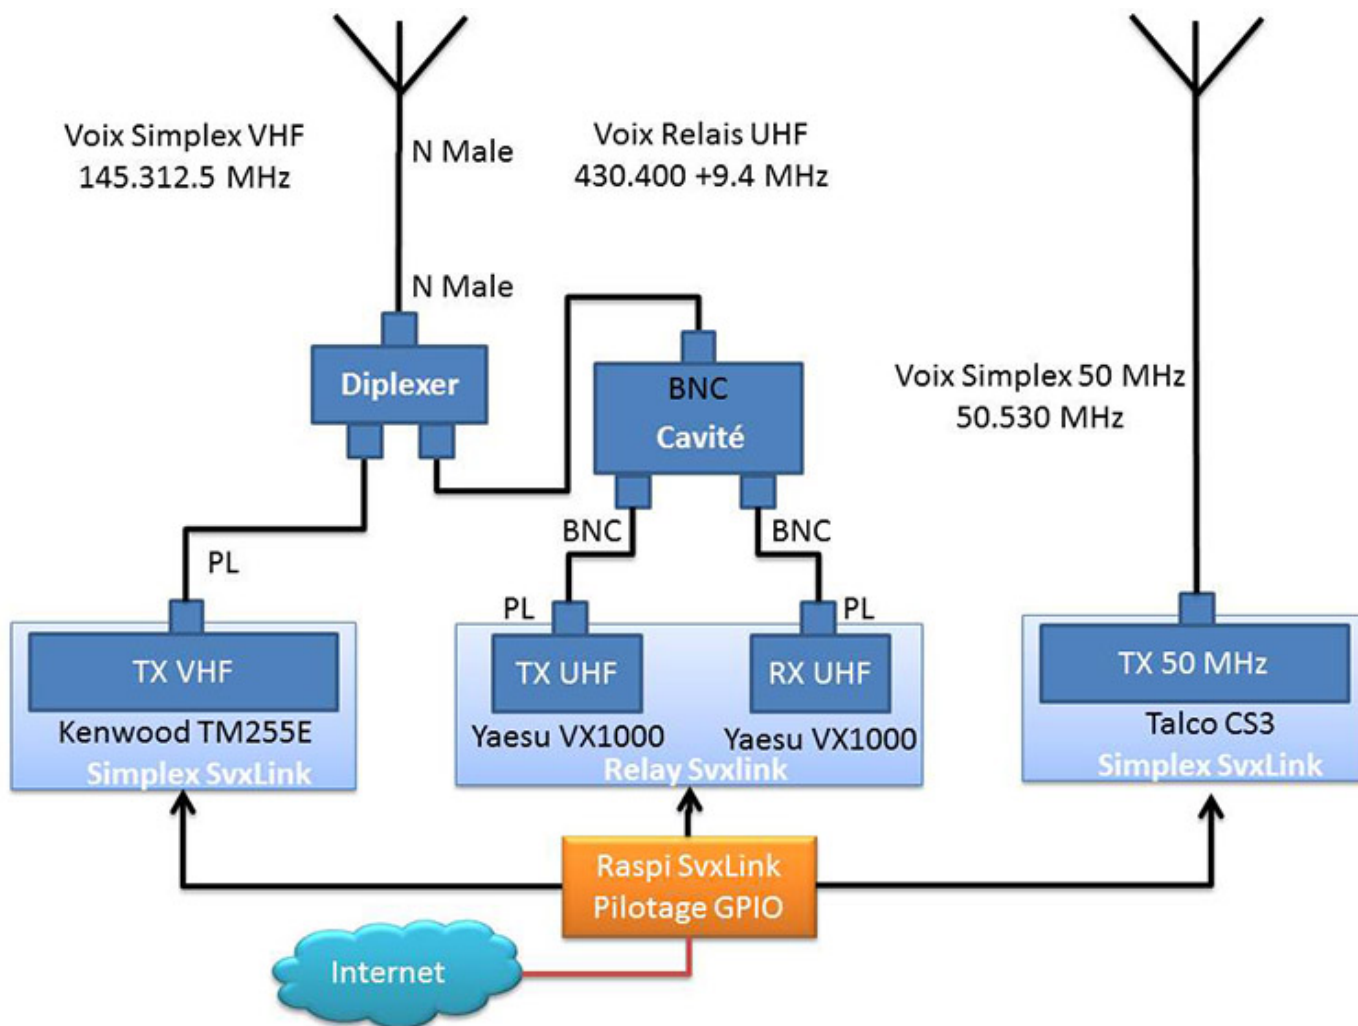 Voix Simplex VHF
145.312.5 MHz
N Male
Voix Relais UHF
430.400 +9.4 MHz
N Male
Diplexer
BNC
Cavité
Voix Simplex 50 MHz
50.530 MHz
BNC
BNC
PL
PL
PL
TX VHF
Kenwood TM255E
Simplex SvxLink
TX UHF
Yaesu VX1000
RX UHF
Yaesu VX1000
Relay Svxlink
TX 50 MHz
Talco CS3
Simplex SvxLink
Raspi SvxLink
Pilotage GPIO
Internet